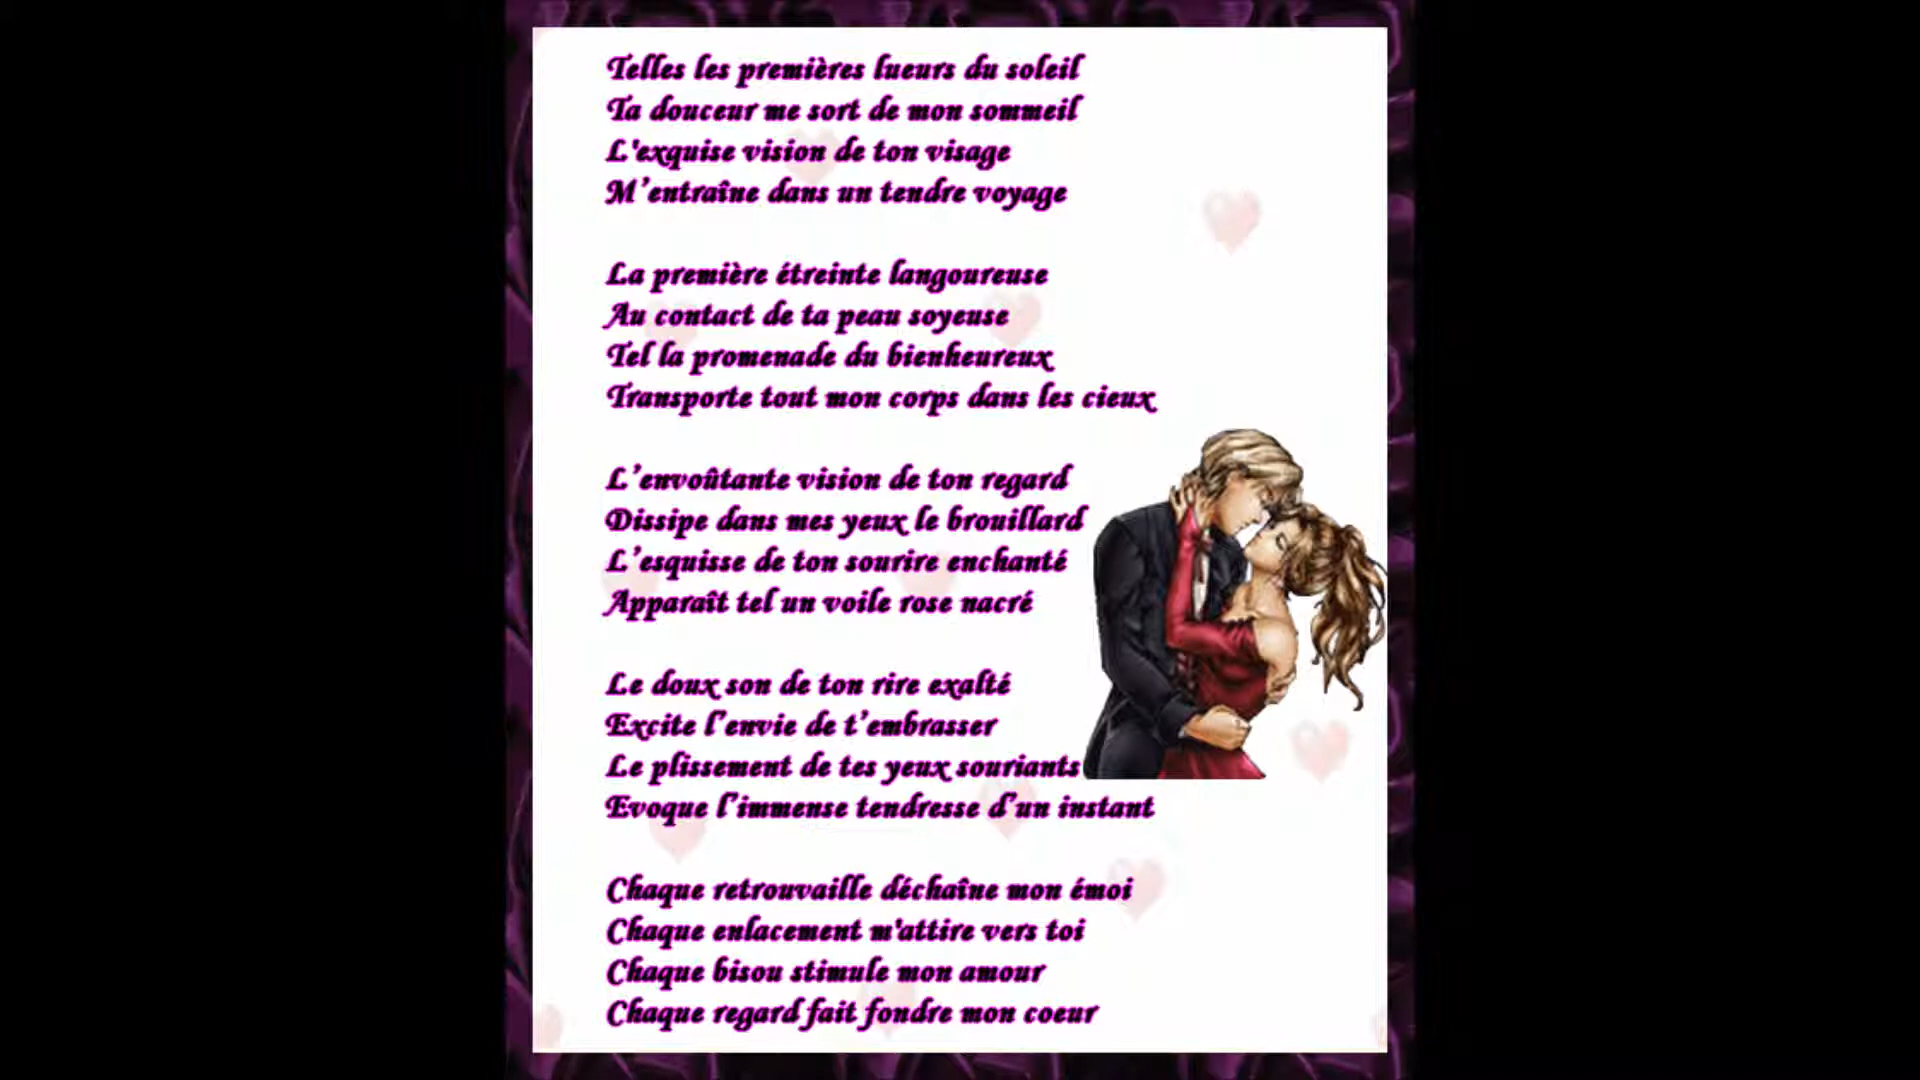 Telles les premières lueurs du soleil
Ta douceur me sort de mon sommeil
L'exquise vision de ton visage
M’entraîne dans un tendre voyage
La première étreinte langoureuse
Au contact de ta peau soyeuse
Tel la promenade du bienheureux
Transporte tout mon corps dans les cieux
L’envoûtante vision de ton regard
Dissipe dans mes yeux le brouillard
L’esquisse de ton sourire enchanté
Apparaît tel un voile rose nacré
Le doux son de ton rire exalté
Excite l’envie de t’embrasser
Le plissement de tes yeux souriants
Evoque l’immense tendresse d’un instant
Chaque retrouvaille déchaîne mon émoi
Chaque enlacement m'attire vers toi
Chaque bisou stimule mon amour
Chaque regard fait fondre mon coeur